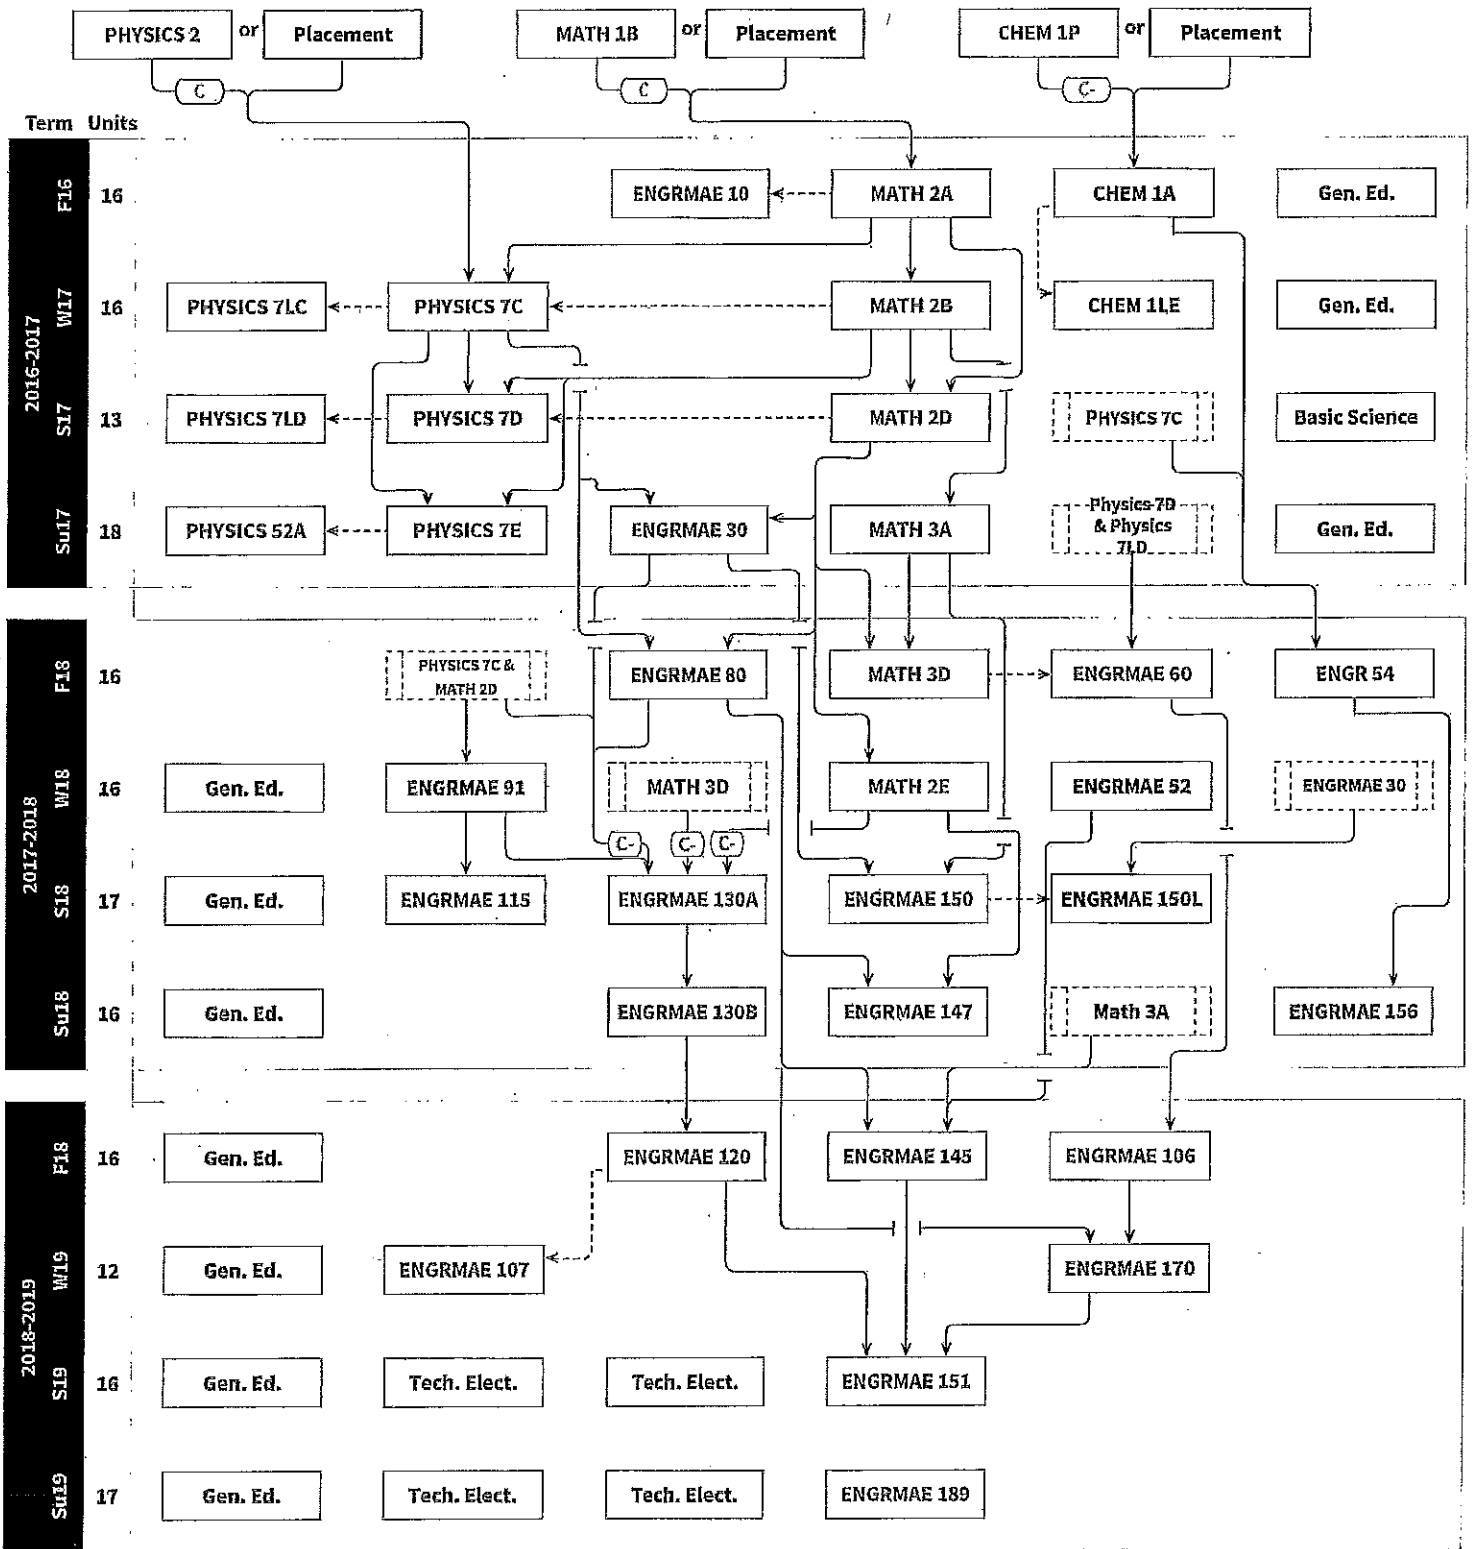 PHYSICS 2 or Placement MATH 1B or Placement CHEM 1P or Placement
C C C-
Term Units
2016-2017
F16 16 ENGRMAE 10 MATH 2A CHEM 1A Gen. Ed.
W17 16 PHYSICS 7LC PHYSICS 7C MATH 2B CHEM 1LE Gen. Ed.
S17 13 PHYSICS 7LD PHYSICS 7D MATH 2D PHYSICS 7C Basic Science
Su17 18 PHYSICS 52A PHYSICS 7E ENGRMAE 30 MATH 3A Physics 7D
& Physics
7LD
Gen. Ed.
2017-2018
F18 16 PHYSICS 7C &
MATH 2D
ENGRMAE 80 MATH 3D ENGRMAE 60 ENGR 54
W18 16 Gen. Ed. ENGRMAE 91 MATH 3D MATH 2E ENGRMAE 52 ENGRMAE 30
C- C- C-
S18 17 Gen. Ed. ENGRMAE 115 ENGRMAE 130A ENGRMAE 150 ENGRMAE 150L
Su18 16 Gen. Ed. ENGRMAE 130B ENGRMAE 147 Math 3A ENGRMAE 156
2018-2019
F18 16 Gen. Ed. ENGRMAE 120 ENGRMAE 145 ENGRMAE 106
W19 12 Gen. Ed. ENGRMAE 107 ENGRMAE 170
S19 16 Gen. Ed. Tech. Elect. Tech. Elect. ENGRMAE 151
Su19 17 Gen. Ed. Tech. Elect. Tech. Elect. ENGRMAE 189